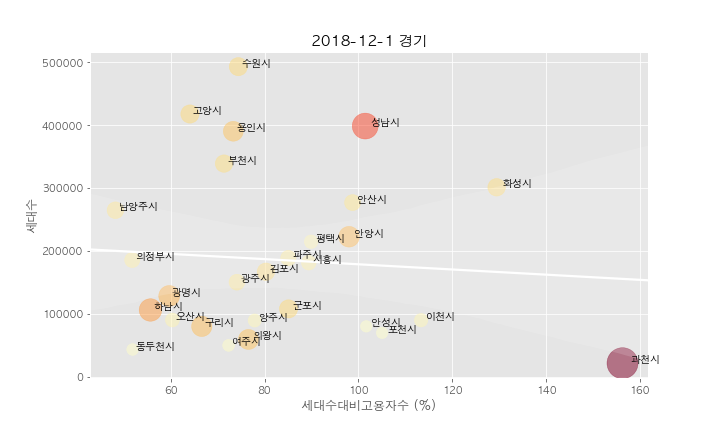 2018-12-1 경기
세대수
500000
400000
300000
200000
100000
0
수원시
고양시
용인시
성남시
부천시
화성시
안산시
남양주시
평택시
안양시
의정부시
파주시
시흥시
김포시
광주시
광명시
하남시
군포시
오산시
구리시
양주시
안성시
포천시
이천시
의왕시
여주시
동두천시
과천시
60
80
100
120
140
160
세대수대비고용자수 (%)